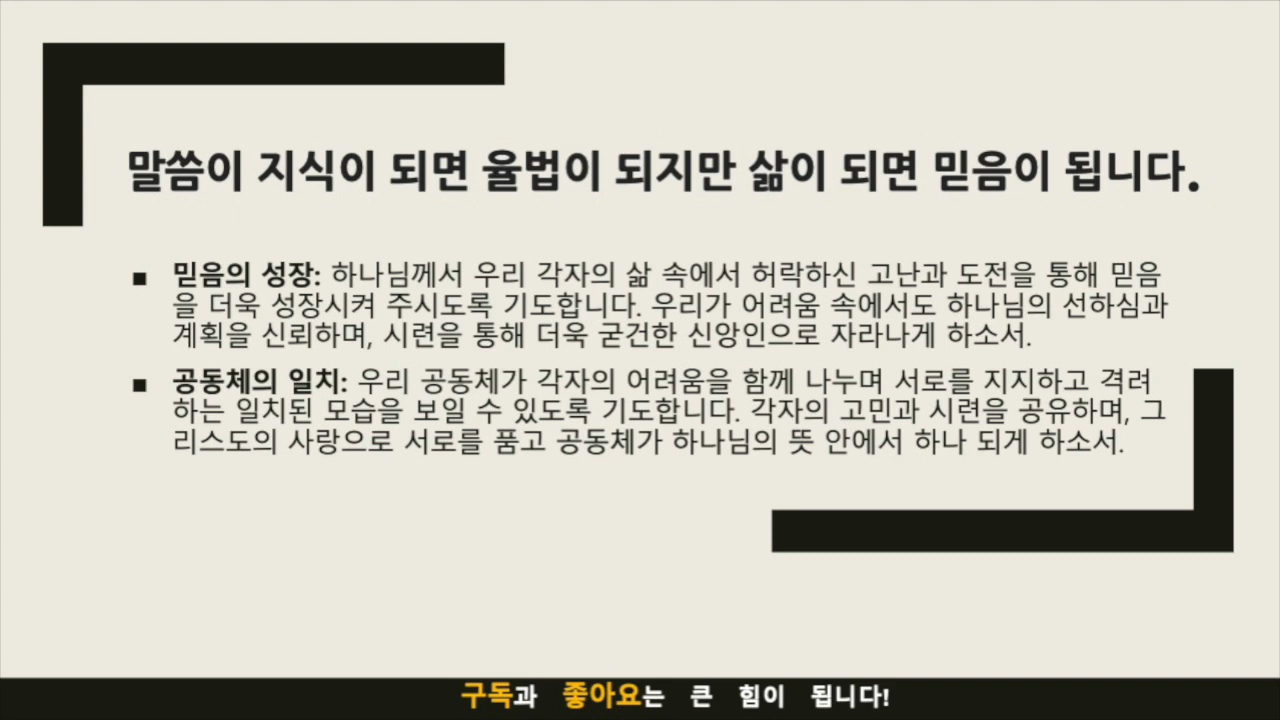 말씀이 지식이 되면 율법이 되지만 삶이 되면 믿음이 됩니다.
■ 믿음의 성장: 하나님께서 우리 각자의 삶 속에서 허락하신 고난과 도전을 통해 믿음
을 더욱 성장시켜 주시도록 기도합니다. 우리가 어려움 속에서도 하나님의 선하심과
계획을 신뢰하며, 시련을 통해 더욱 굳건한 신앙인으로 자라나게 하소서.
■ 공동체의 일치: 우리 공동체가 각자의 어려움을 함께 나누며 서로를 지지하고 격려
하는 일치된 모습을 보일 수 있도록 기도합니다. 각자의 고민과 시련을 공유하며, 그
리스도의 사랑으로 서로를 품고 공동체가 하나님의 뜻 안에서 하나 되게 하소서.
구독과 좋아요는 큰 힘이 됩니다!